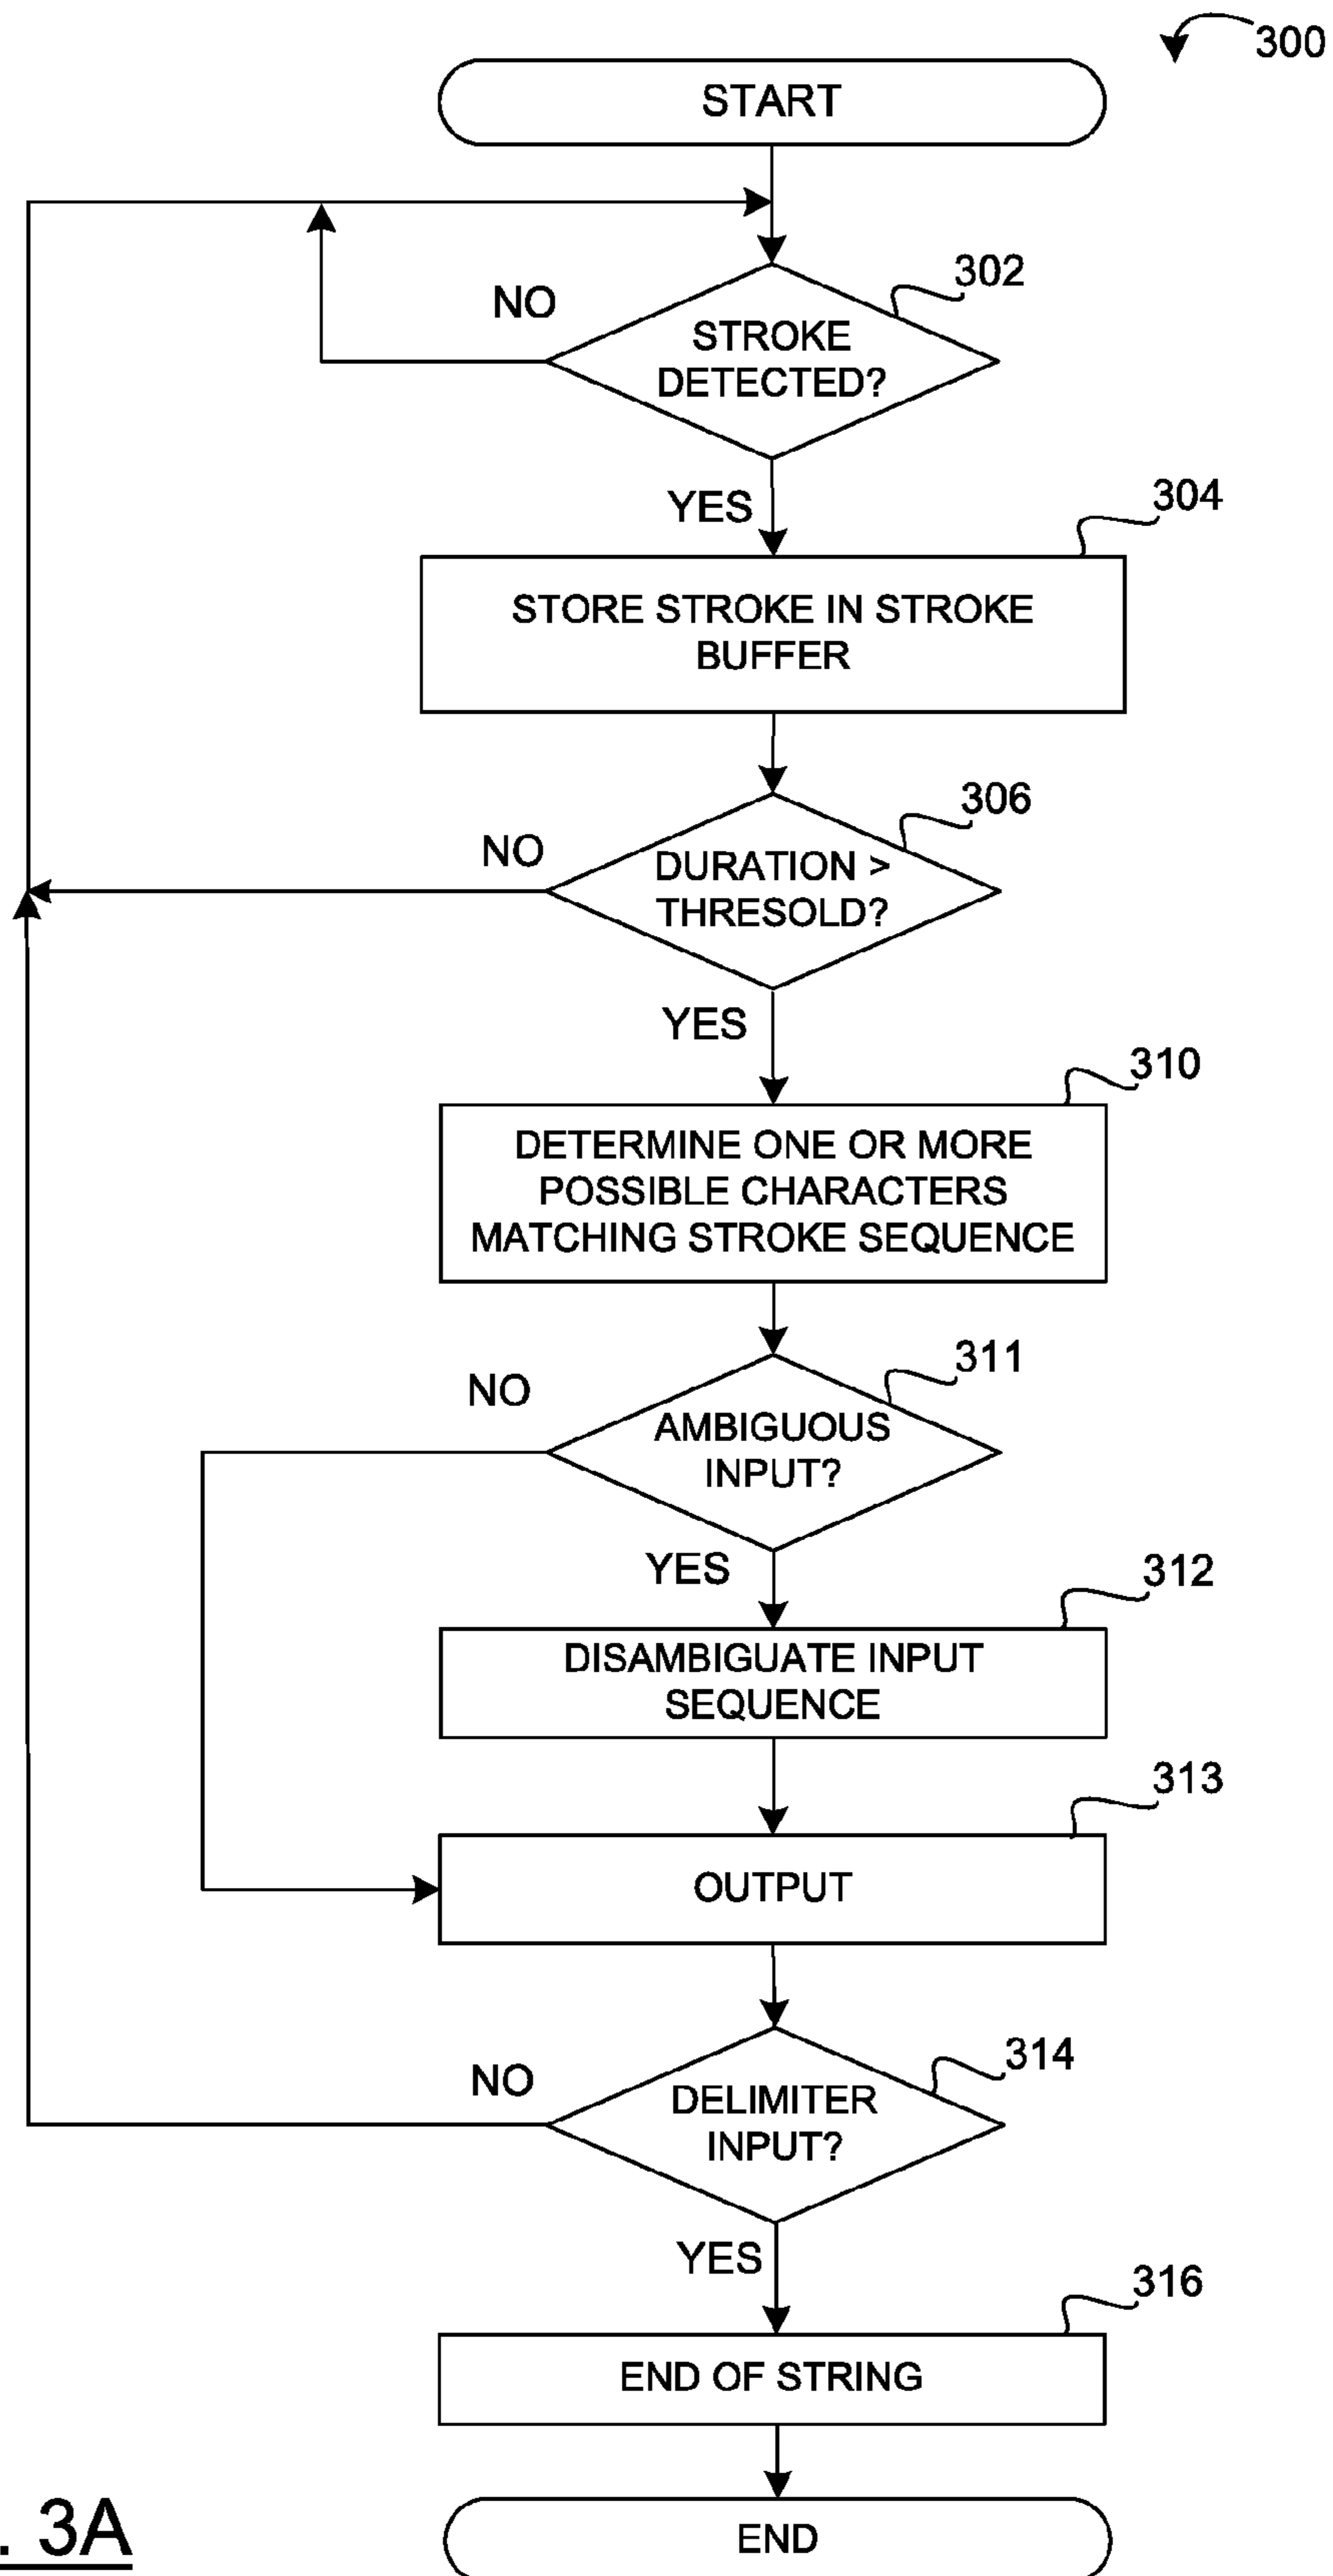 300
START
302
NO
STROKE
DETECTED?
YES
304
STORE STROKE IN STROKE
BUFFER
306
NO
DURATION >
THRESOLD?
YES
310
DETERMINE ONE OR MORE
POSSIBLE CHARACTERS
MATCHING STROKE SEQUENCE
311
NO
AMBIGUOUS
INPUT?
YES
312
DISAMBIGUATE INPUT
SEQUENCE
313
OUTPUT
314
NO
DELIMITER
INPUT?
YES
316
END OF STRING
. 3A
END